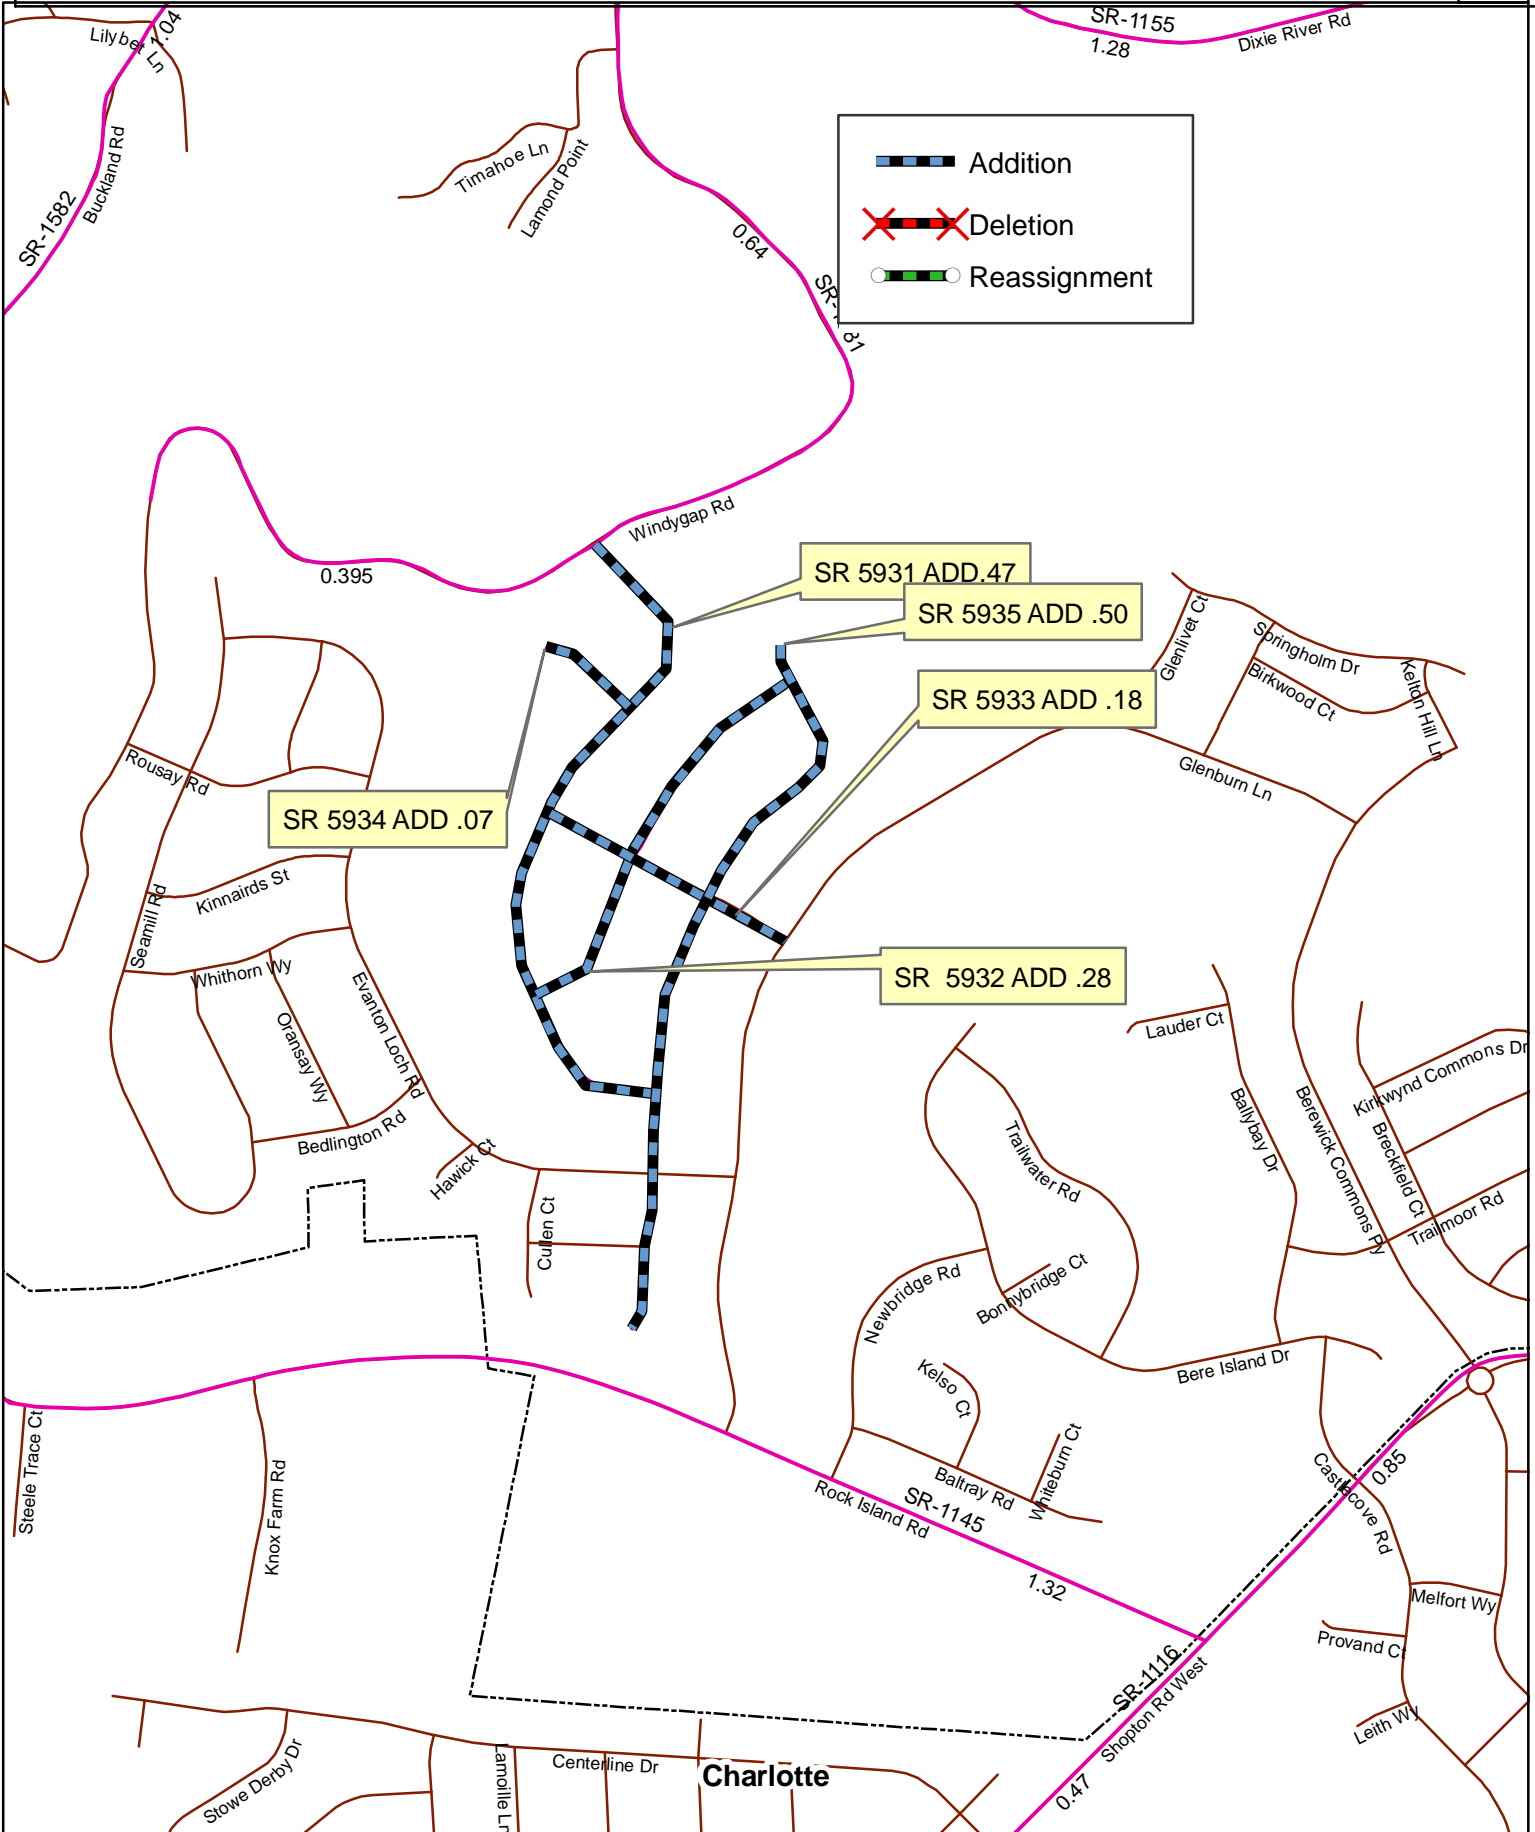 SR-1155
1.28
Dixie River Rd
Lilybet Ln
1.04
Buckland Rd
SR-1582
Timahoe Ln
Lamond Point
0.64
Addition
Deletion
Reassignment
Windygap Rd
0.395
SR 5931 ADD.47
SR 5935 ADD .50
SR 5933 ADD .18
SR 5934 ADD .07
SR  5932 ADD .28
Glenlivet Ct
Springholm Dr
Birkwood Ct
Kelton Hill Ln
Glenburn Ln
Rousay Rd
Kinnairds St
Seamill Rd
Whithorn Wy
Oransay Wy
Evanton Loch Rd
Bedlington Rd
Hawick Ct
Cullen Ct
Lauder Ct
Ballybay Dr
Berewick Commons Py
Kirkwynd Commons Dr
Breckfield Ct
Trailmoor Rd
Trailwater Rd
Newbridge Rd
Bonnybridge Ct
Bere Island Dr
Kelso Ct
Baltray Rd
Whiteburn Ct
Rock Island Rd
SR-1145
1.32
Castlecove Rd
0.85
Steele Trace Ct
Knox Farm Rd
Melfort Wy
Provand Ct
Leith Wy
SR-1116
Shopton Rd West
0.47
Stowe Derby Dr
Lamoille Ln
Centerline Dr
Charlotte